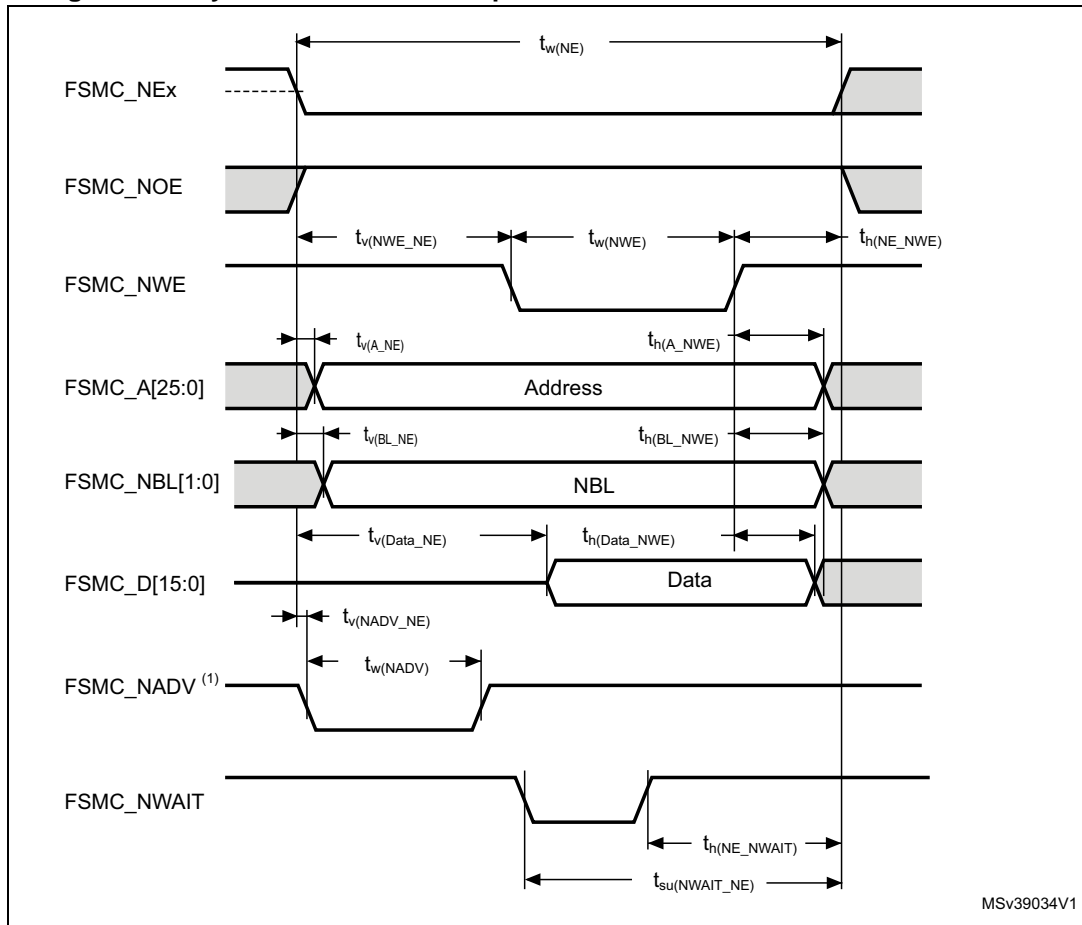 tw(NE)
FSMC_NEx
FSMC_NOE
tv(NWE_NE) tw(NWE) th(NE_NWE)
FSMC_NWE
tv(A_NE) th(A_NWE)
FSMC_A[25:0] Address
tv(BL_NE) th(BL_NWE)
FSMC_NBL[1:0] NBL
tv(Data_NE) th(Data_NWE)
FSMC_D[15:0] Data
tv(NADV_NE)
tw(NADV)
FSMC_NADV (1)
FSMC_NWAIT
th(NE_NWAIT)
tsu(NWAIT_NE)
MSv39034V1